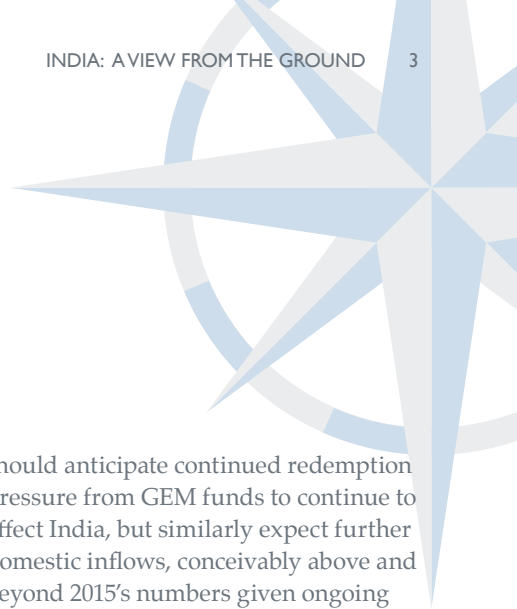 INDIA: A VIEW FROM THE GROUND 3
hould anticipate continued redemption
ressure from GEM funds to continue to
ffect India, but similarly expect further
omestic inflows, conceivably above and
eyond 2015's numbers given ongoing